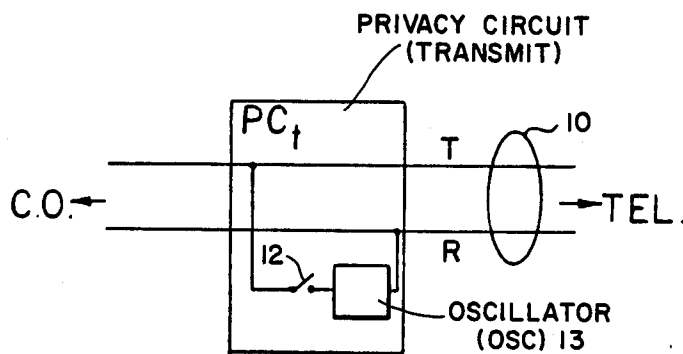 PRIVACY CIRCUIT
(TRANSMIT)
PCt
T
10
C.O.
TEL.
12
R
OSCILLATOR
(OSC) 13